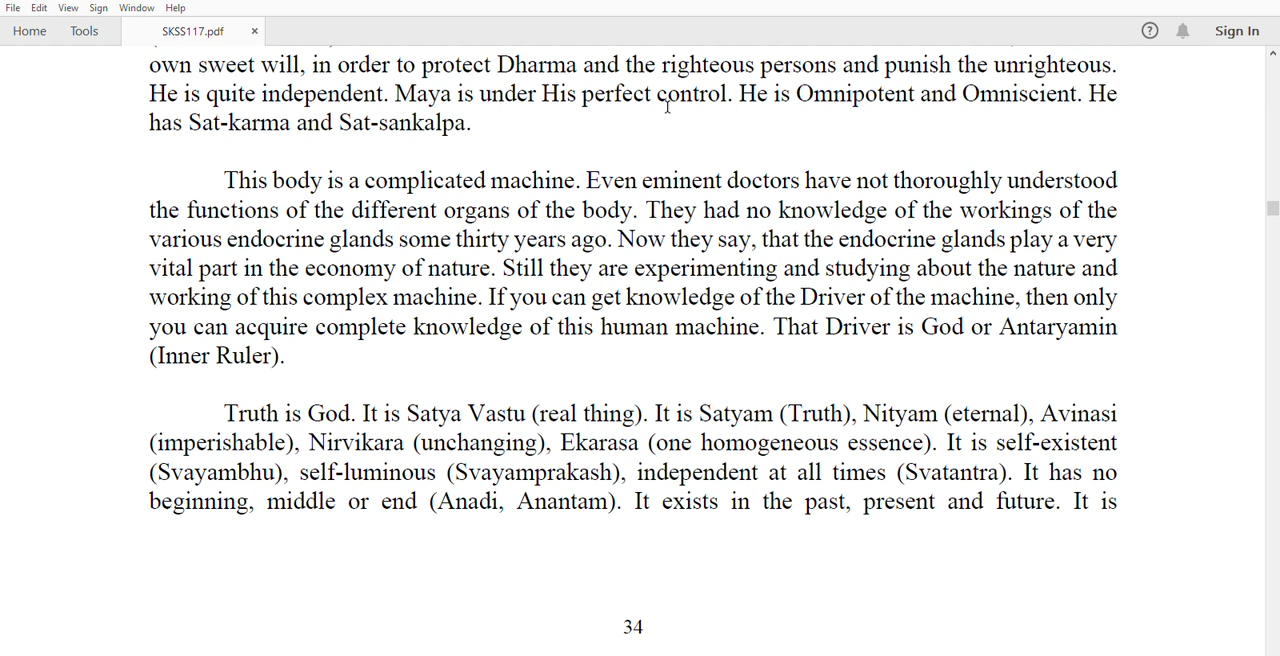 File Edit View Sign Window Help
Home Tools SKSS117.pdf × ? Sign In
own sweet will, in order to protect Dharma and the righteous persons and punish the unrighteous.
He is quite independent. Maya is under His perfect control. He is Omnipotent and Omniscient. He
has Sat-karma and Sat-sankalpa.
This body is a complicated machine. Even eminent doctors have not thoroughly understood
the functions of the different organs of the body. They had no knowledge of the workings of the
various endocrine glands some thirty years ago. Now they say, that the endocrine glands play a very
vital part in the economy of nature. Still they are experimenting and studying about the nature and
working of this complex machine. If you can get knowledge of the Driver of the machine, then only
you can acquire complete knowledge of this human machine. That Driver is God or Antaryamin
(Inner Ruler).
Truth is God. It is Satya Vastu (real thing). It is Satyam (Truth), Nityam (eternal), Avinasi
(imperishable), Nirvikara (unchanging), Ekarasa (one homogeneous essence). It is self-existent
(Svayambhu), self-luminous (Svayamprakash), independent at all times (Svatantra). It has no
beginning, middle or end (Anadi, Anantam). It exists in the past, present and future. It is
34